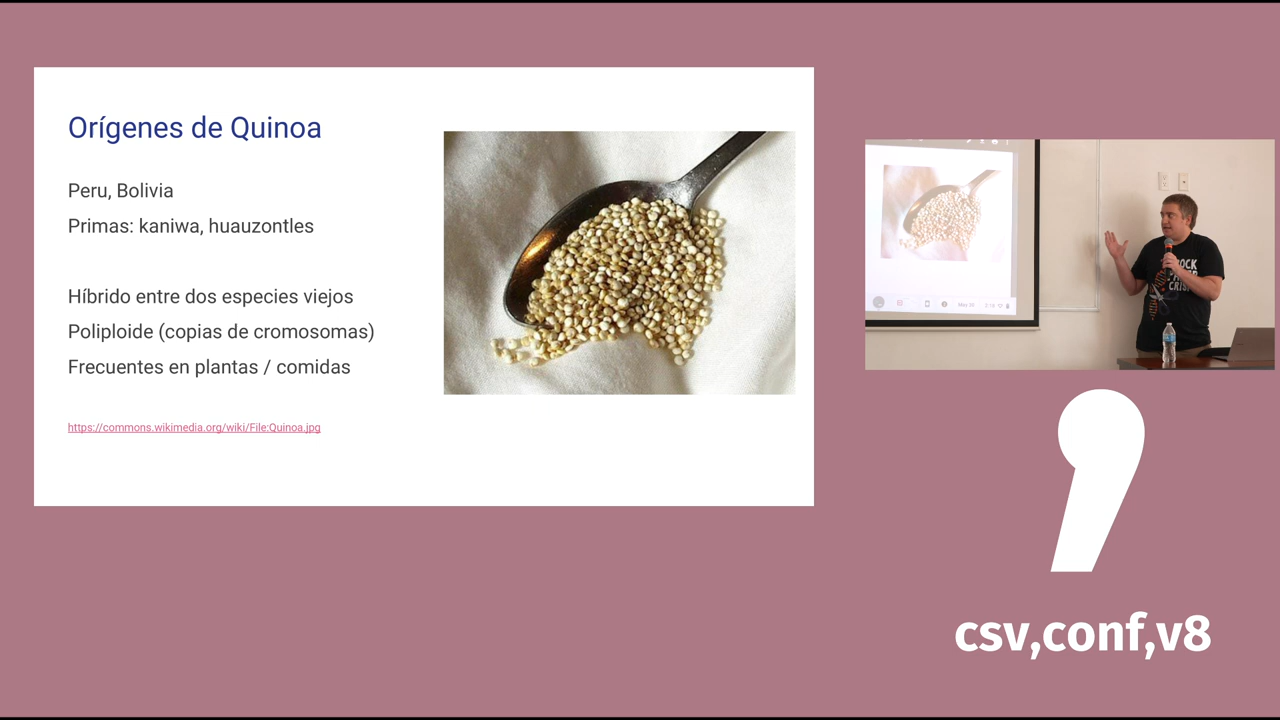 Orígenes de Quinoa
Peru, Bolivia
Primas: kaniwa, huauzontles
Híbrido entre dos especies viejos
Poliploide (copias de cromosomas)
Frecuentes en plantas / comidas
https://commons.wikimedia.org/wiki/File:Quinoa.jpg
csv,conf,v8